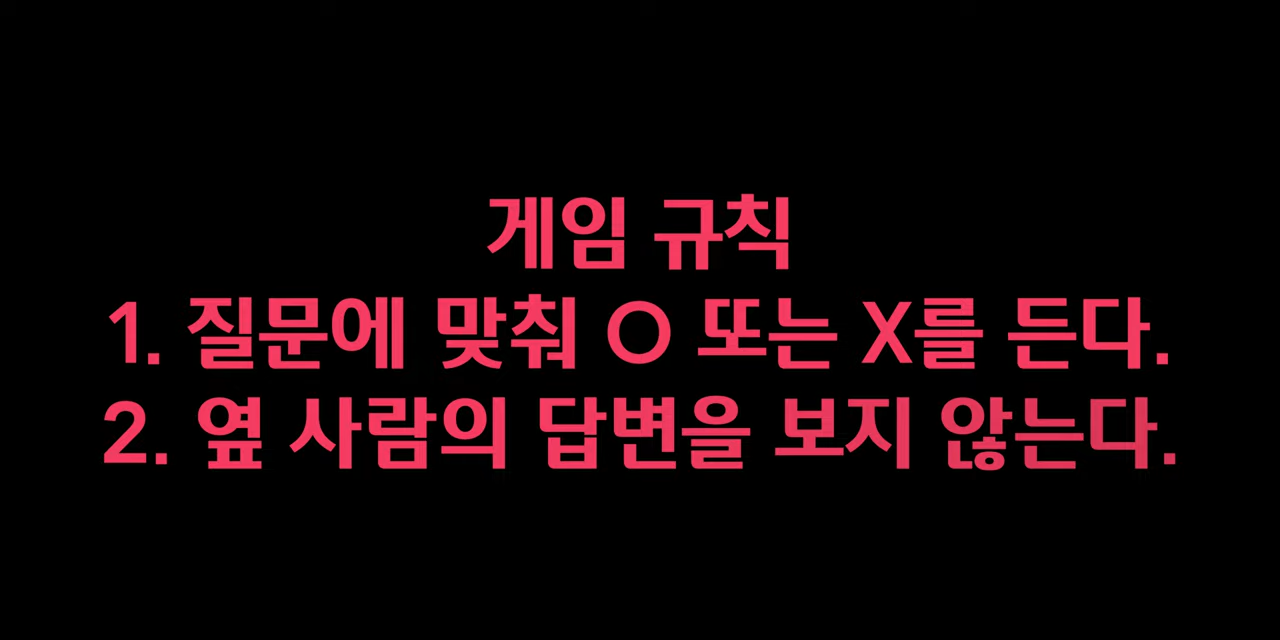 게임 규칙
1. 질문에 맞춰 O 또는 X를 든다.
2. 옆 사람의 답변을 보지 않는다.